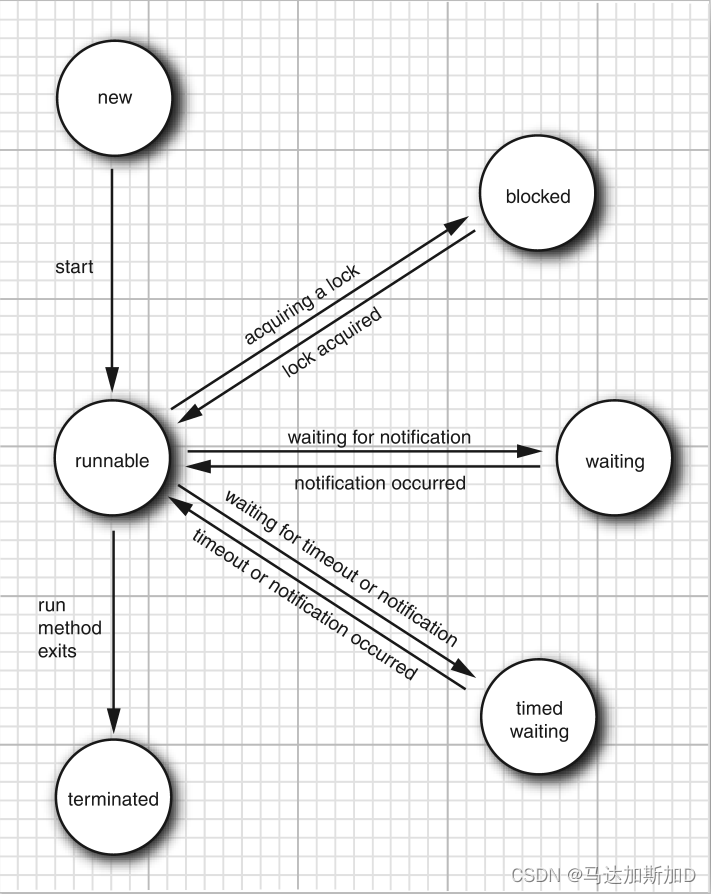 new
blocked
start
acquiring a lock
lock acquired
runnable
waiting for notification
notification occurred
waiting
waiting for timeout or notification
timeout or notification occurred
run
method
exits
timed
waiting
terminated
CSDN @马达加斯加D